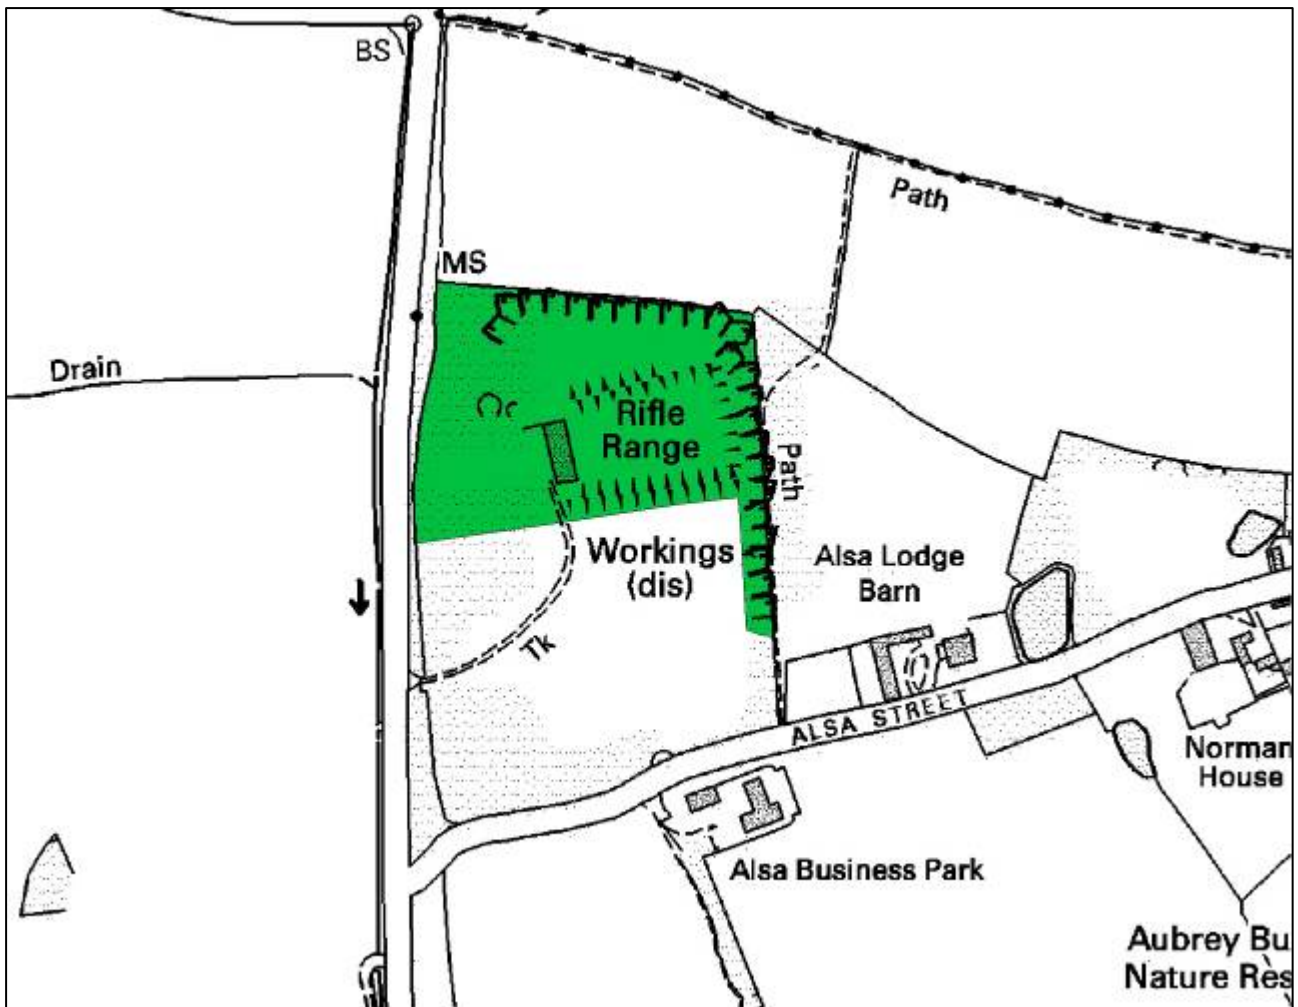 BS
Path
MS
Drain
Rifle
Range
Path
Workings
(dis)
Alsa Lodge
Barn
Tk
ALSA STREET
Norman
House
Alsa Business Park
Aubrey Bu
Nature Res